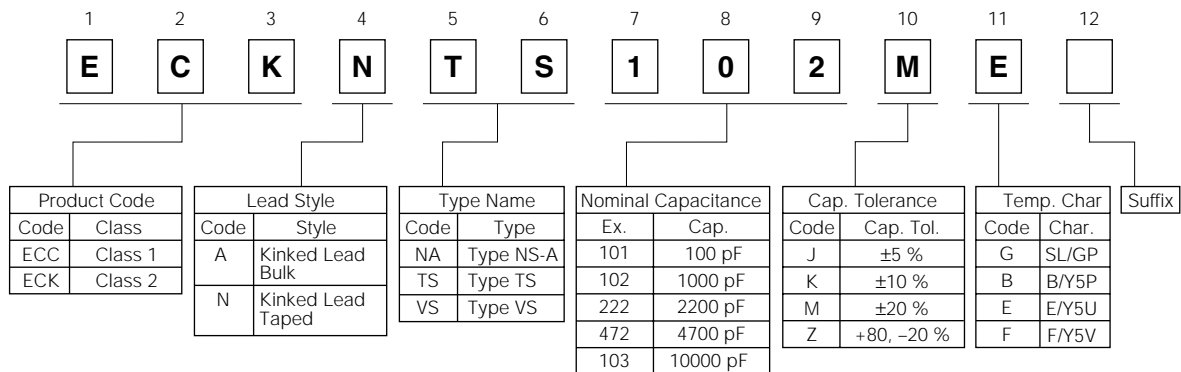 1 2 3 4 5 6 7 8 9 10 11 12
E C K N T S 1 0 2 M E
Product Code
Code Class
ECC Class 1
ECK Class 2
Lead Style
Code Style
A Kinked Lead
Bulk
N Kinked Lead
Taped
Type Name
Code Type
NA Type NS-A
TS Type TS
VS Type VS
Nominal Capacitance
Ex. Cap.
101 100 pF
102 1000 pF
222 2200 pF
472 4700 pF
103 10000 pF
Cap. Tolerance
Code Cap. Tol.
J ±5 %
K ±10 %
M ±20 %
Z +80, –20 %
Temp. Char
Code Char.
G SL/GP
B B/Y5P
E E/Y5U
F F/Y5V
Suffix